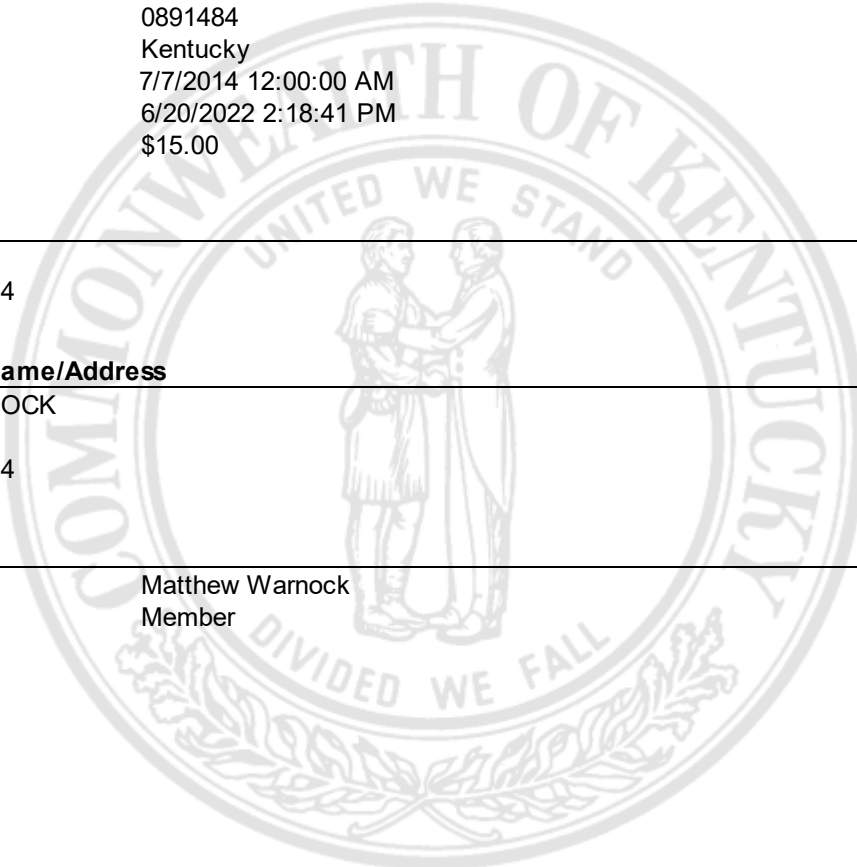 0891484
Kentucky
7/7/2014 12:00:00 AM
6/20/2022 2:18:41 PM
$15.00
4
ame/Address
OCK
4
Matthew Warnock
Member
COMMONWEALTH OF KENTUCKY
UNITED WE STAND
DIVIDED WE FALL